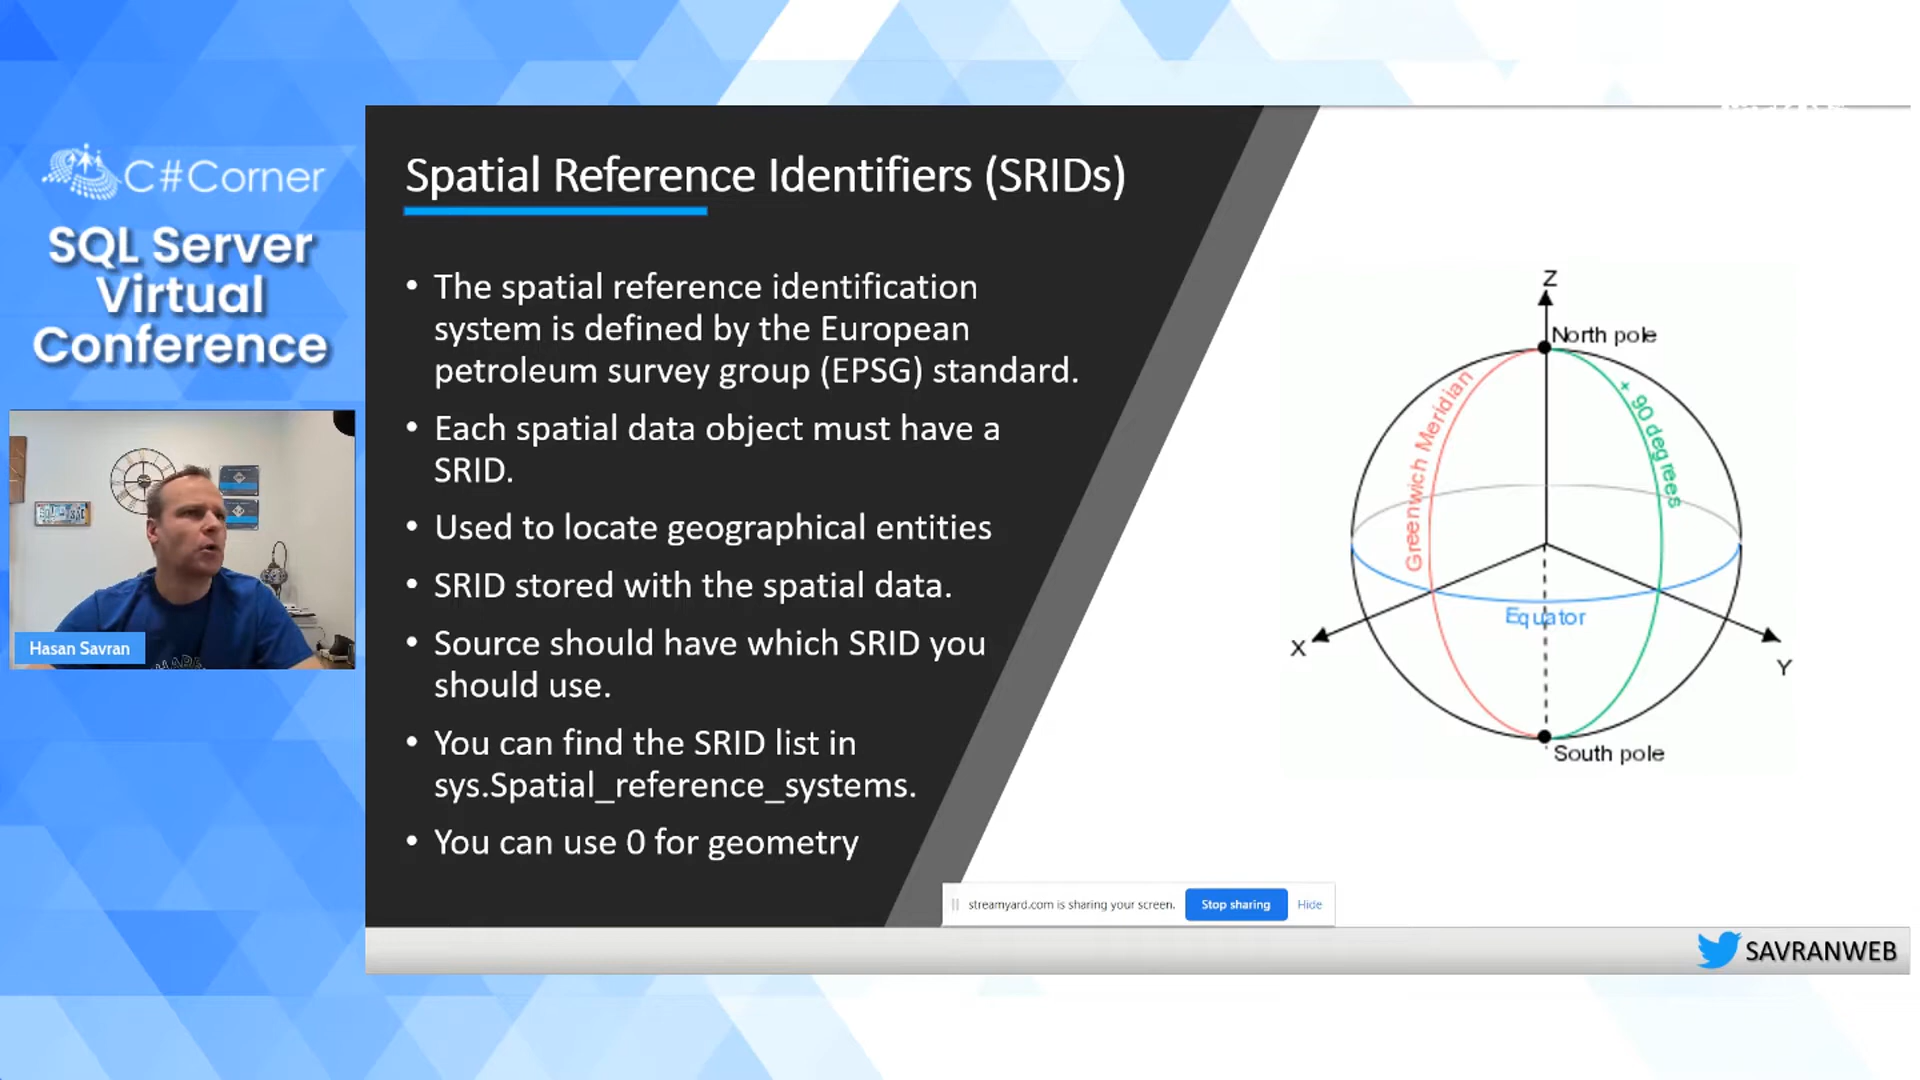 C#Corner
SQL Server
Virtual
Conference
Hasan Savran
Spatial Reference Identifiers (SRIDs)
• The spatial reference identification
system is defined by the European
petroleum survey group (EPSG) standard.
• Each spatial data object must have a
SRID.
• Used to locate geographical entities
• SRID stored with the spatial data.
• Source should have which SRID you
should use.
• You can find the SRID list in
sys.Spatial_reference_systems.
• You can use 0 for geometry
Z
North pole
Greenwich Meridian
+ 90 degrees
Equator
X
Y
South pole
streamyard.com is sharing your screen.
Stop sharing
Hide
SAVRANWEB